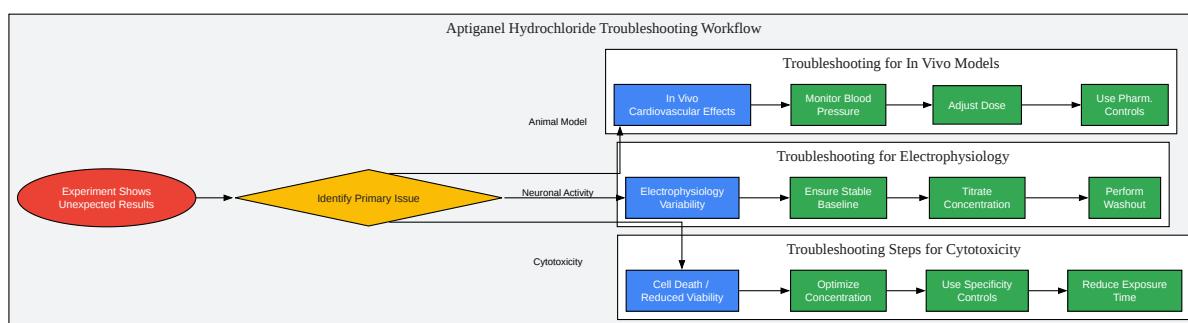 Aptiganel Hydrochloride Troubleshooting Workflow
Troubleshooting for In Vivo Models
In Vivo
Cardiovascular Effects
Monitor Blood
Pressure
Adjust Dose
Use Pharm.
Controls
Animal Model
Troubleshooting for Electrophysiology
Experiment Shows
Unexpected Results
Identify Primary Issue
Neuronal Activity
Electrophysiology
Variability
Ensure Stable
Baseline
Titrate
Concentration
Perform
Washout
Troubleshooting Steps for Cytotoxicity
Cytotoxicity
Cell Death /
Reduced Viability
Optimize
Concentration
Use Specificity
Controls
Reduce Exposure
Time